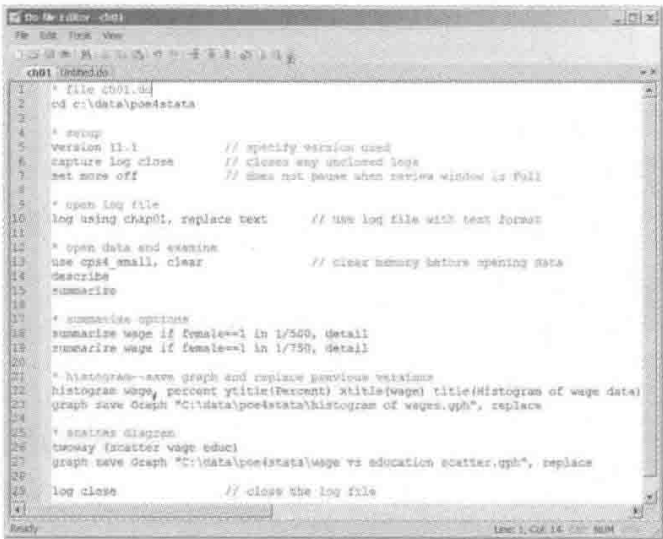 Do-file Editor - ch01
File Edit Tools View
ch01 Untitled.do
1 * file ch01.do
2 cd c:\data\poe4stata
3
4 * setup
5 version 11.1 // specify version used
6 capture log close // closes any unclosed logs
7 set more off // does not pause when review window is full
8
9 * open log file
10 log using chap01, replace text // use log file with text format
11
12 * open data and examine
13 use cps4_small, clear // clear memory before opening data
14 describe
15 summarize
16
17 * summarize options
18 summarize wage if female==1 in 1/500, detail
19 summarize wage if female==1 in 1/750, detail
20
21 * histogram--save graph and replace previous versions
22 histogram wage, percent ytitle(Percent) xtitle(wage) title(Histogram of wage data)
23 graph save Graph "C:\data\poe4stata\histogram of wages.gph", replace
24
25 * scatter diagram
26 twoway (scatter wage educ)
27 graph save Graph "C:\data\poe4stata\wage vs education scatter.gph", replace
28
29 log close // close the log file
Ready Line: 1, Col: 14 CAP NUM